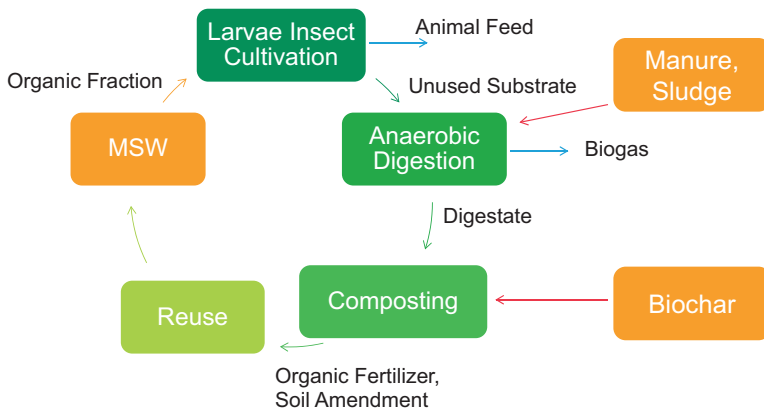 Larvae Insect
Cultivation
Animal Feed
Organic Fraction
Unused Substrate
Manure,
Sludge
MSW
Anaerobic
Digestion
Biogas
Digestate
Reuse
Composting
Biochar
Organic Fertilizer,
Soil Amendment